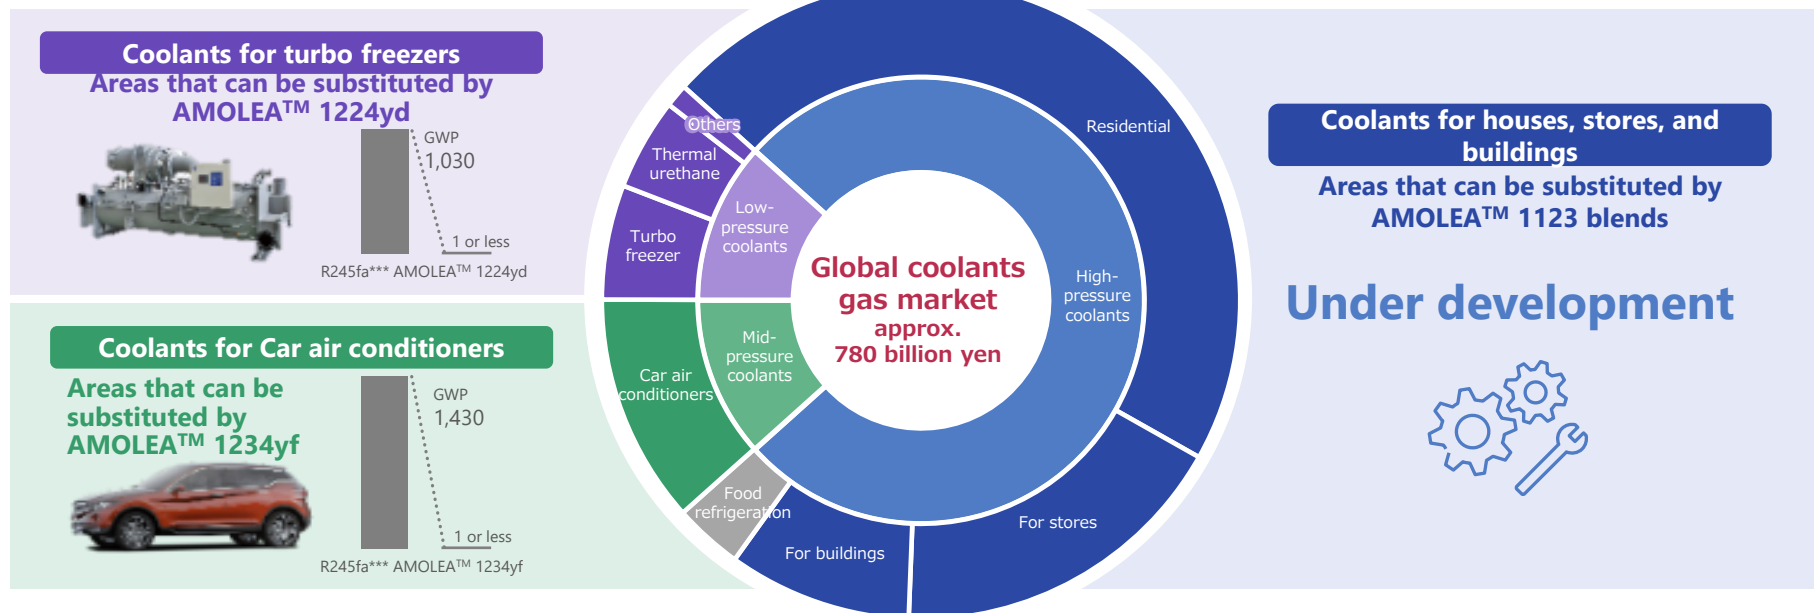 Coolants for turbo freezers
Areas that can be substituted by
AMOLEA™ 1224yd
GWP
1,030
1 or less
R245fa*** AMOLEA™ 1224yd
Coolants for Car air conditioners
Areas that can be
substituted by
AMOLEA™ 1234yf
GWP
1,430
1 or less
R245fa*** AMOLEA™ 1234yf
Others
Thermal
urethane
Turbo
freezer
Low-
pressure
coolants
Mid-
pressure
coolants
Car air
conditioners
Food
refrigeration
For buildings
For stores
Residential
High-
pressure
coolants
Global coolants
gas market
approx.
780 billion yen
Coolants for houses, stores, and
buildings
Areas that can be substituted by
AMOLEA™ 1123 blends
Under development